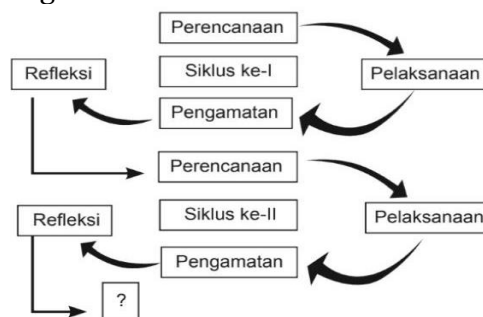 Perencanaan
Refleksi
Siklus ke-I
Pelaksanaan
Pengamatan
Perencanaan
Refleksi
Siklus ke-II
Pelaksanaan
Pengamatan
?